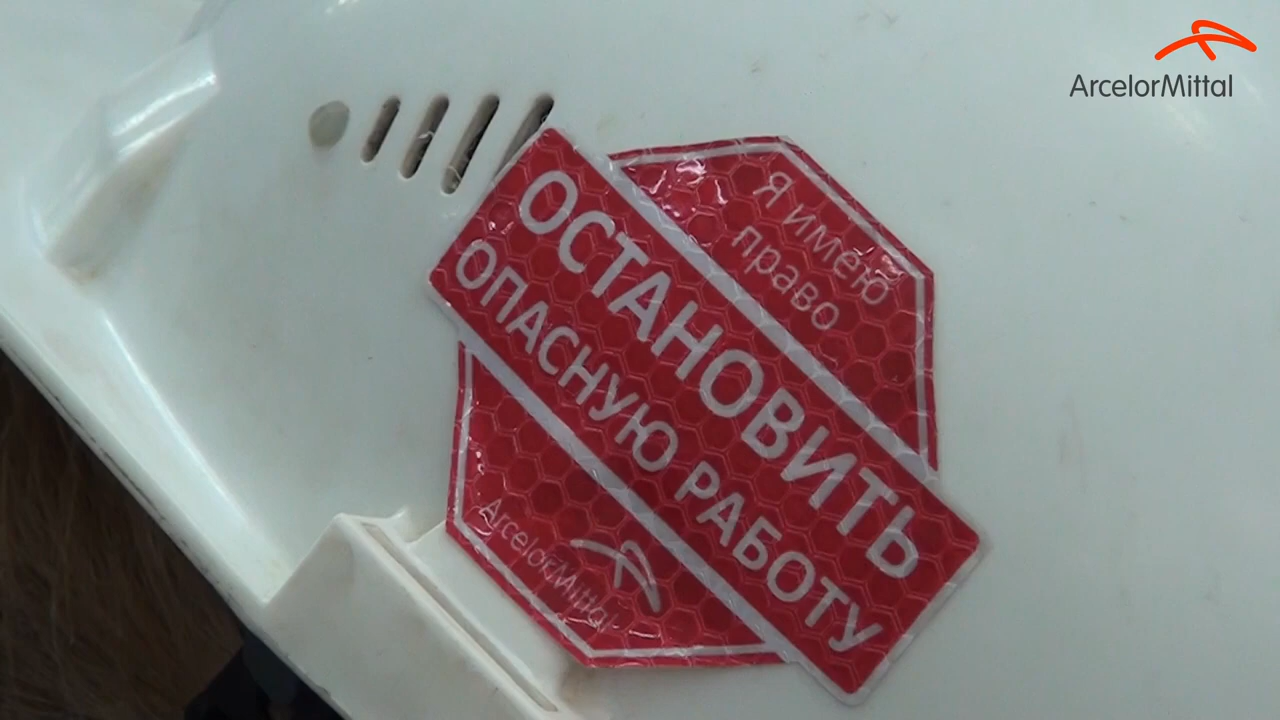 ArcelorMittal
Я имею
право
ОСТАНОВИТЬ
ОПАСНУЮ РАБОТУ
ArcelorMittal